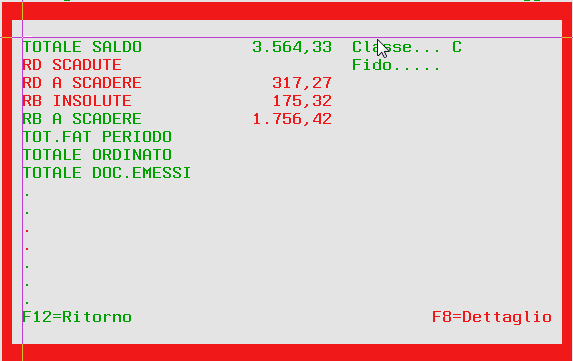 TOTALE SALDO 3.564,33 Classe... C
RD SCADUTE Fido.....
RD A SCADERE 317,27
RB INSOLUTE 175,32
RB A SCADERE 1.756,42
TOT.FAT PERIODO
TOTALE ORDINATO
TOTALE DOC.EMESSI
.
.
.
.
.
.
.
F12=Ritorno F8=Dettaglio